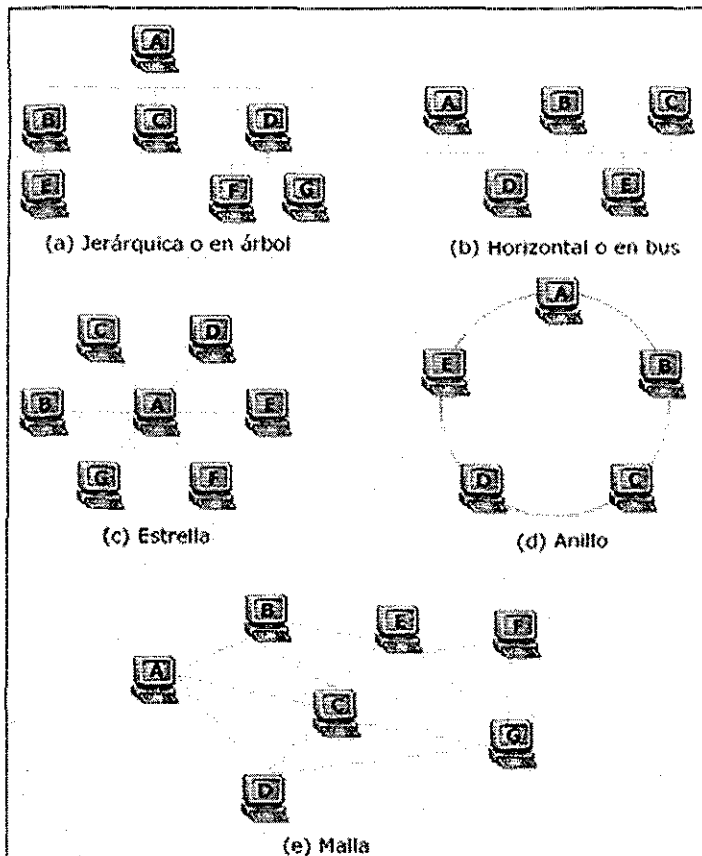 A
B C D
E F G
(a) Jerárquica o en árbol
A B C
D E
(b) Horizontal o en bus
C D
B A E
G F
(c) Estrella
A
E B
D C
(d) Anillo
B E F
A
C
G
D
(e) Malla